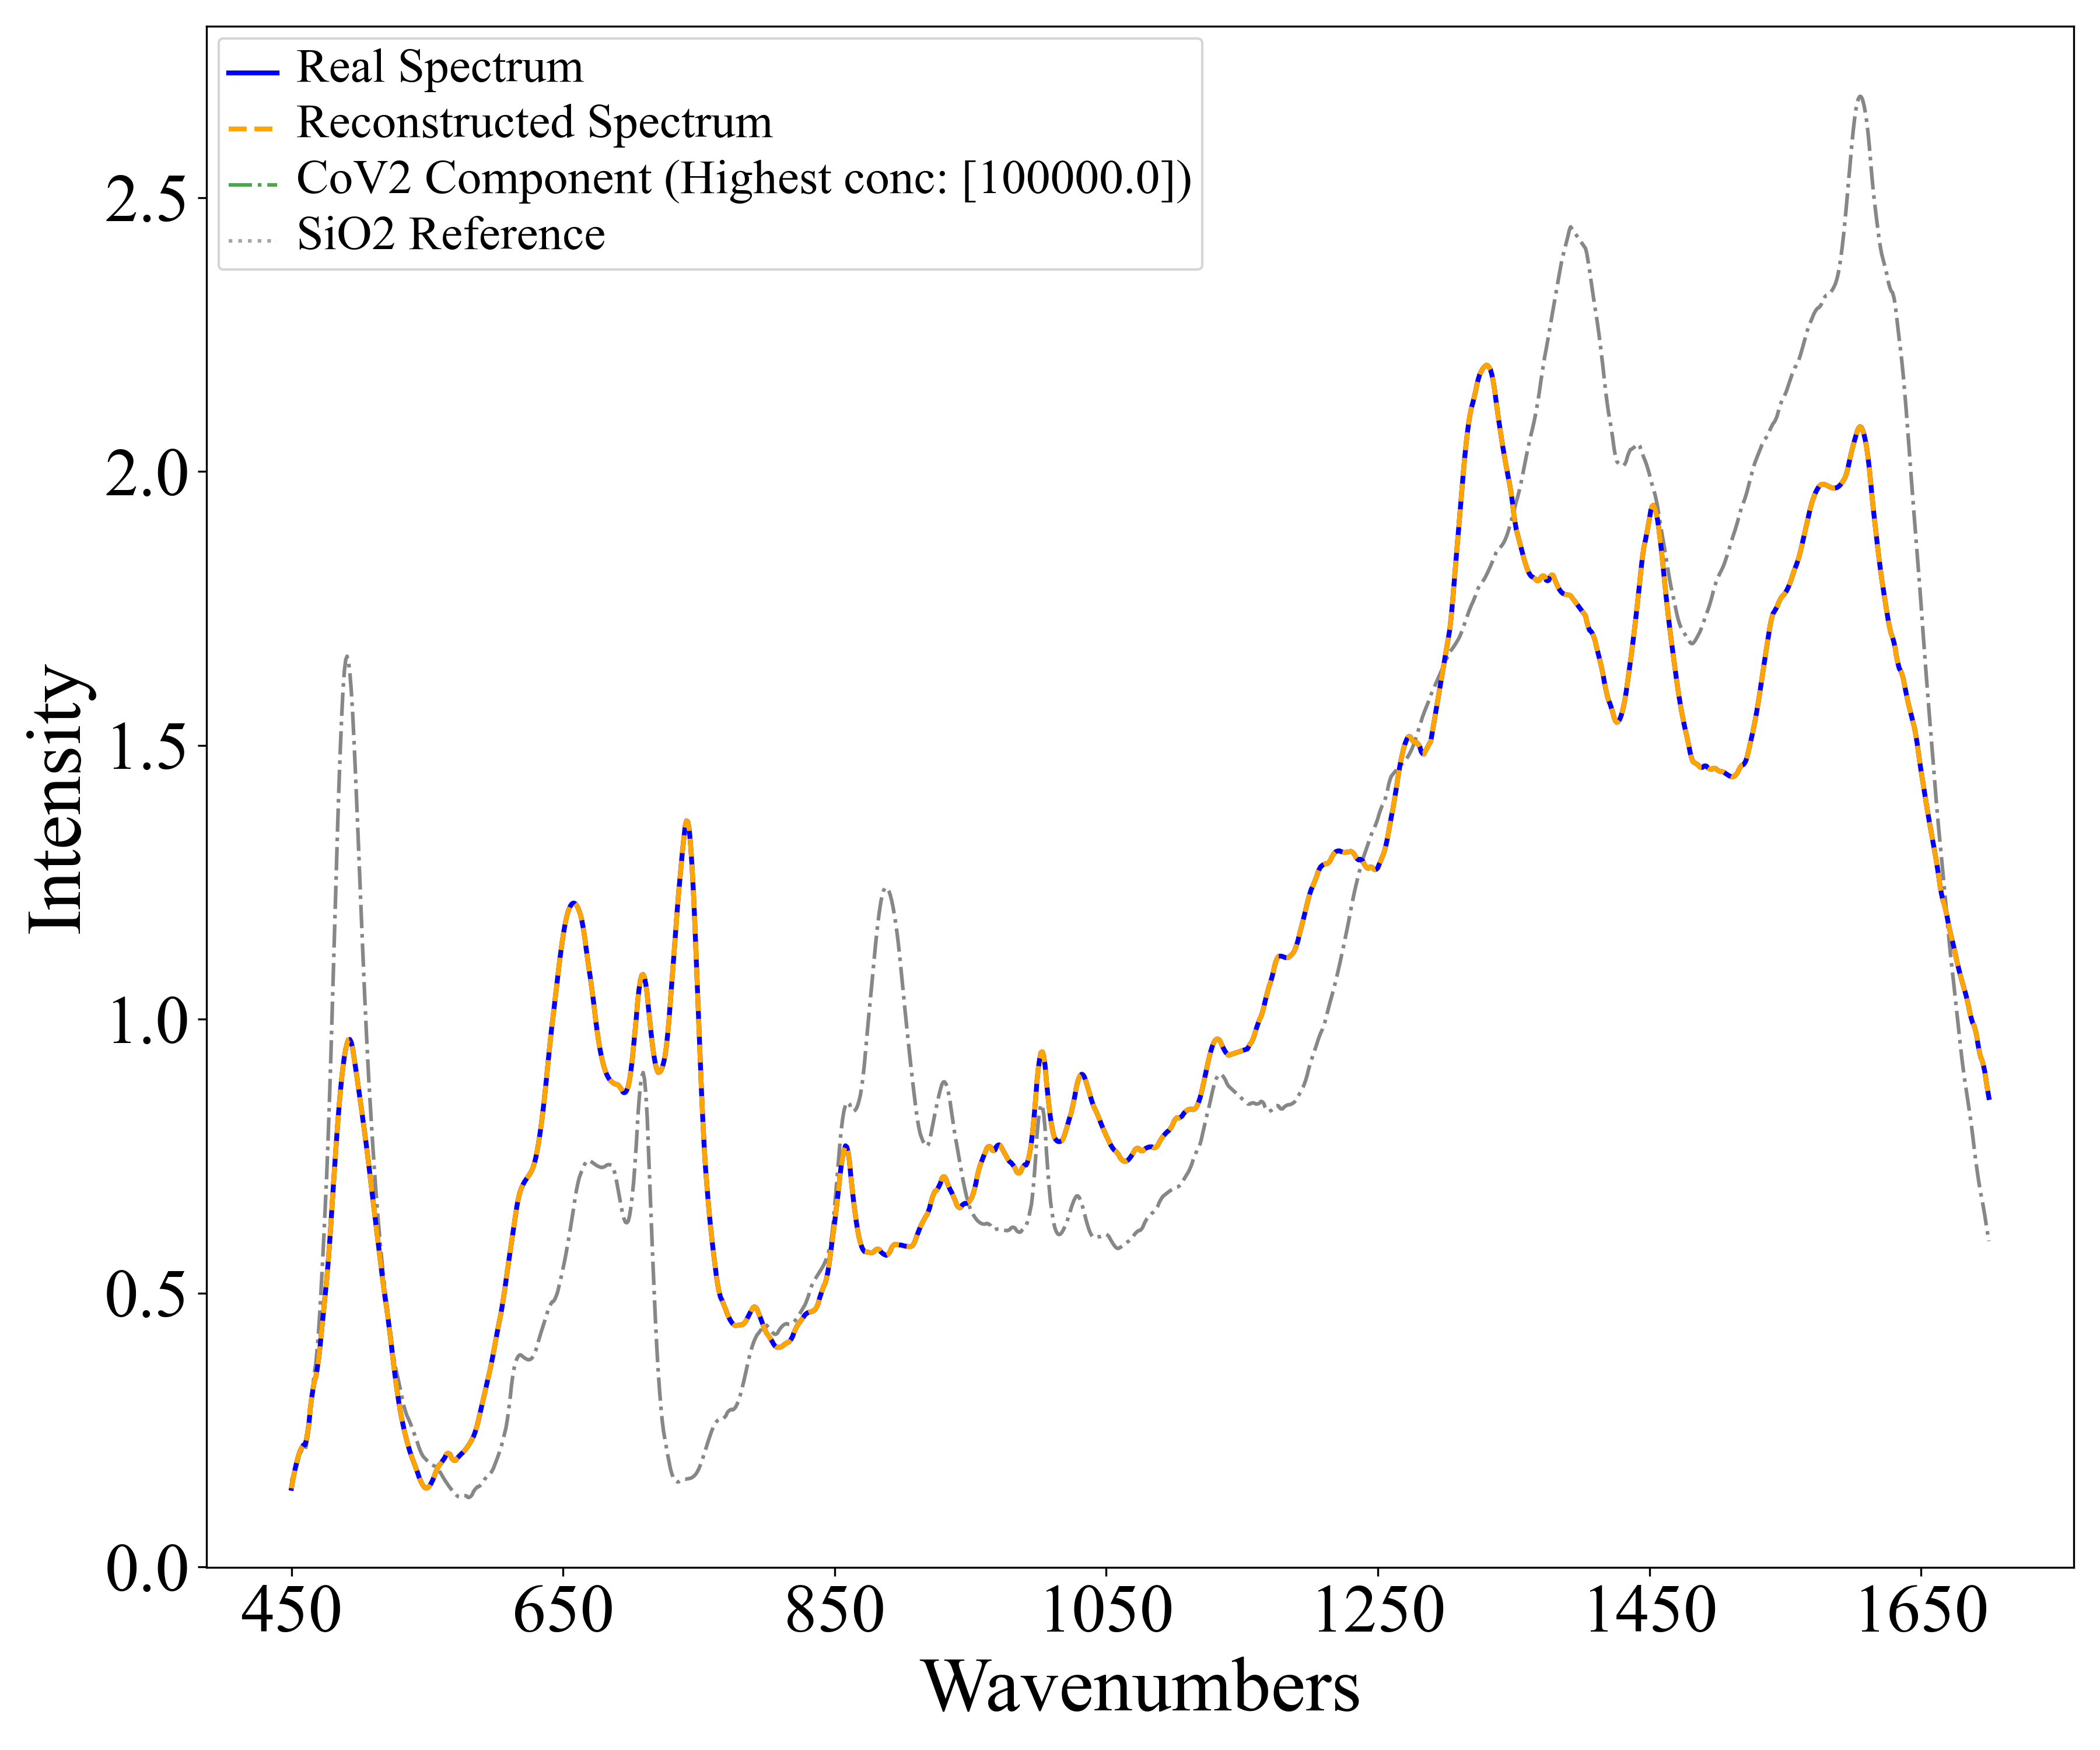 Real Spectrum
Reconstructed Spectrum
CoV2 Component (Highest conc: [100000.0])
SiO2 Reference
Intensity
2.5
2.0
1.5
1.0
0.5
0.0
450 650 850 1050 1250 1450 1650
Wavenumbers